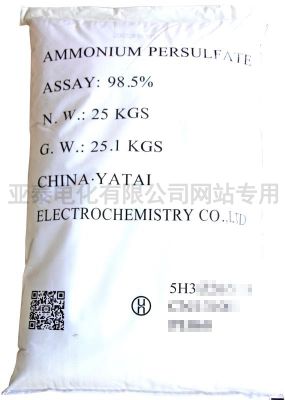 AMMONIUM PERSULFATE
ASSAY: 98.5%
N. W.: 25 KGS
G. W.: 25.1 KGS
CHINA·YATAI
亚泰电化有限公司网站专用
ELECTROCHEMISTRY CO.,LTD
5H3